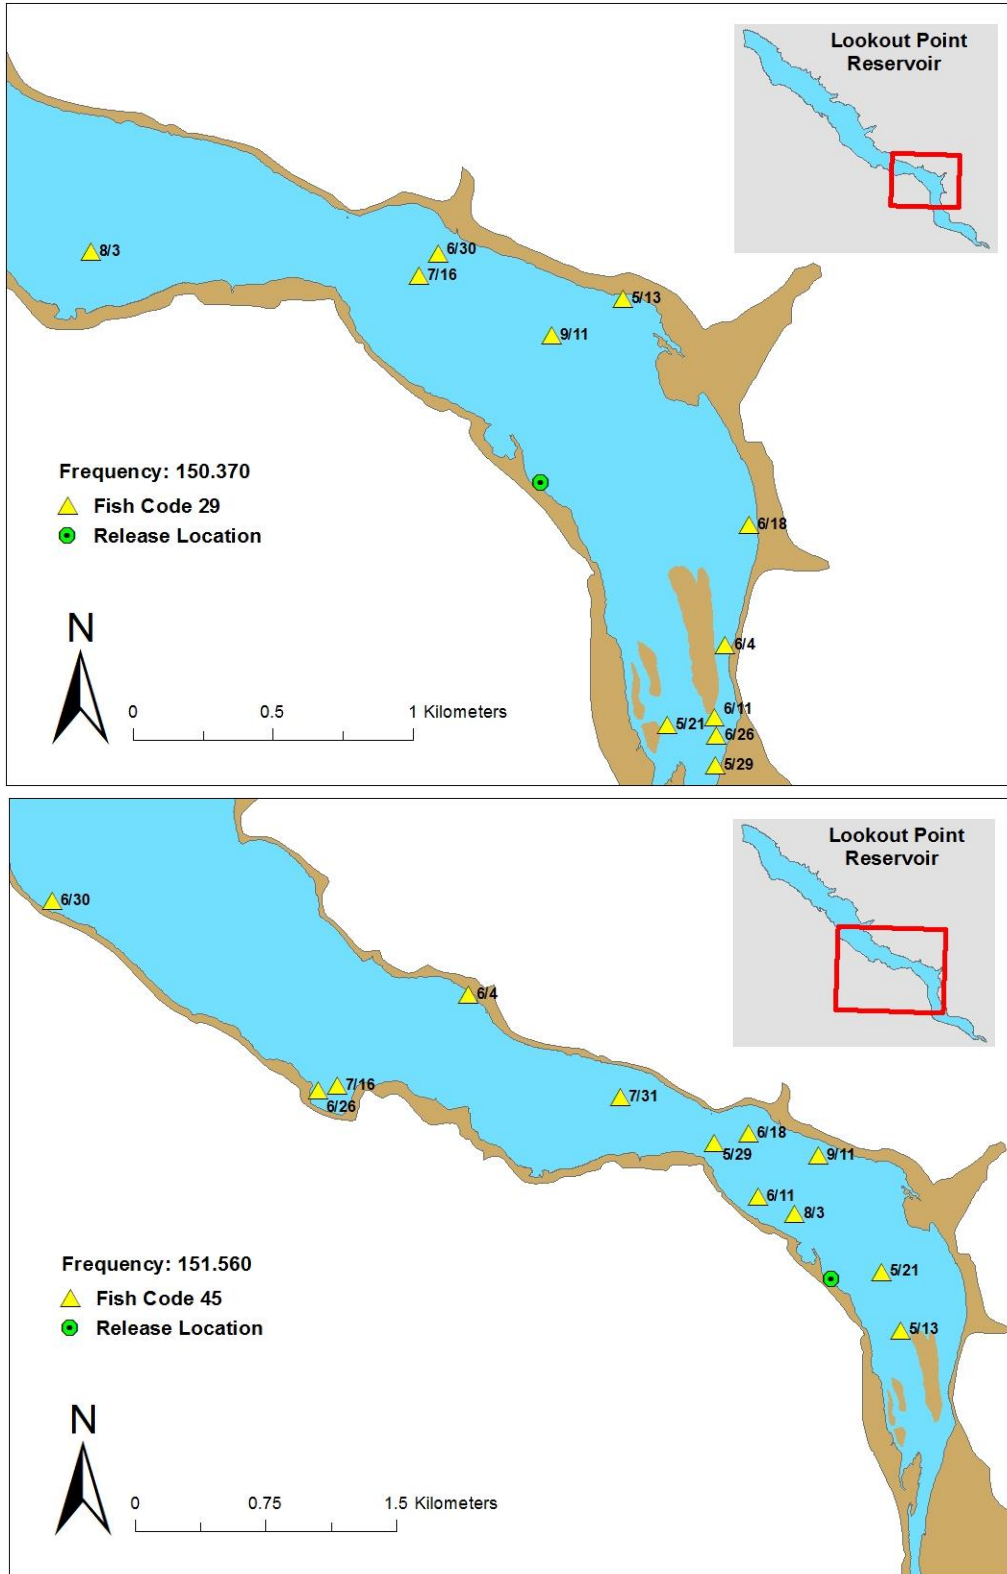 Lookout Point
Reservoir
8/3
6/30
7/16
5/13
9/11
Frequency: 150.370
Fish Code 29
Release Location
6/18
N
6/4
0
0.5
1 Kilometers
6/11
5/21
6/26
5/29
Lookout Point
Reservoir
6/30
6/4
7/16
6/26
7/31
6/18
5/29
9/11
6/11
8/3
Frequency: 151.560
5/21
Fish Code 45
Release Location
5/13
N
0
0.75
1.5 Kilometers